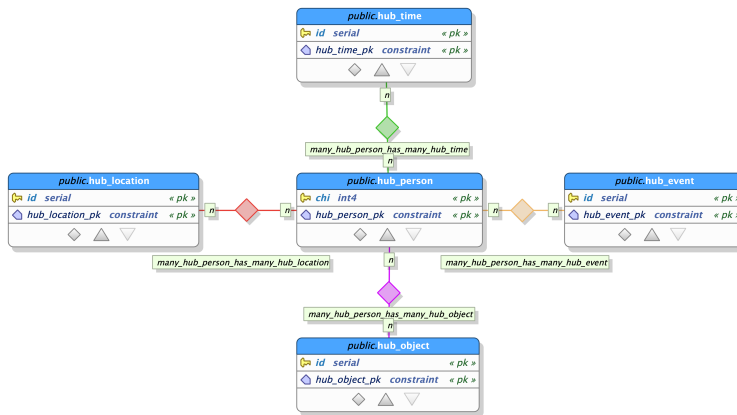 public.hub_time
id serial « pk »
hub_time_pk constraint « pk »
n
many_hub_person_has_many_hub_time
n
public.hub_location
id serial « pk »
hub_location_pk constraint « pk »
n
n
public.hub_person
chi int4 « pk »
hub_person_pk constraint « pk »
n
n
public.hub_event
id serial « pk »
hub_event_pk constraint « pk »
many_hub_person_has_many_hub_location
n
many_hub_person_has_many_hub_event
many_hub_person_has_many_hub_object
n
public.hub_object
id serial « pk »
hub_object_pk constraint « pk »